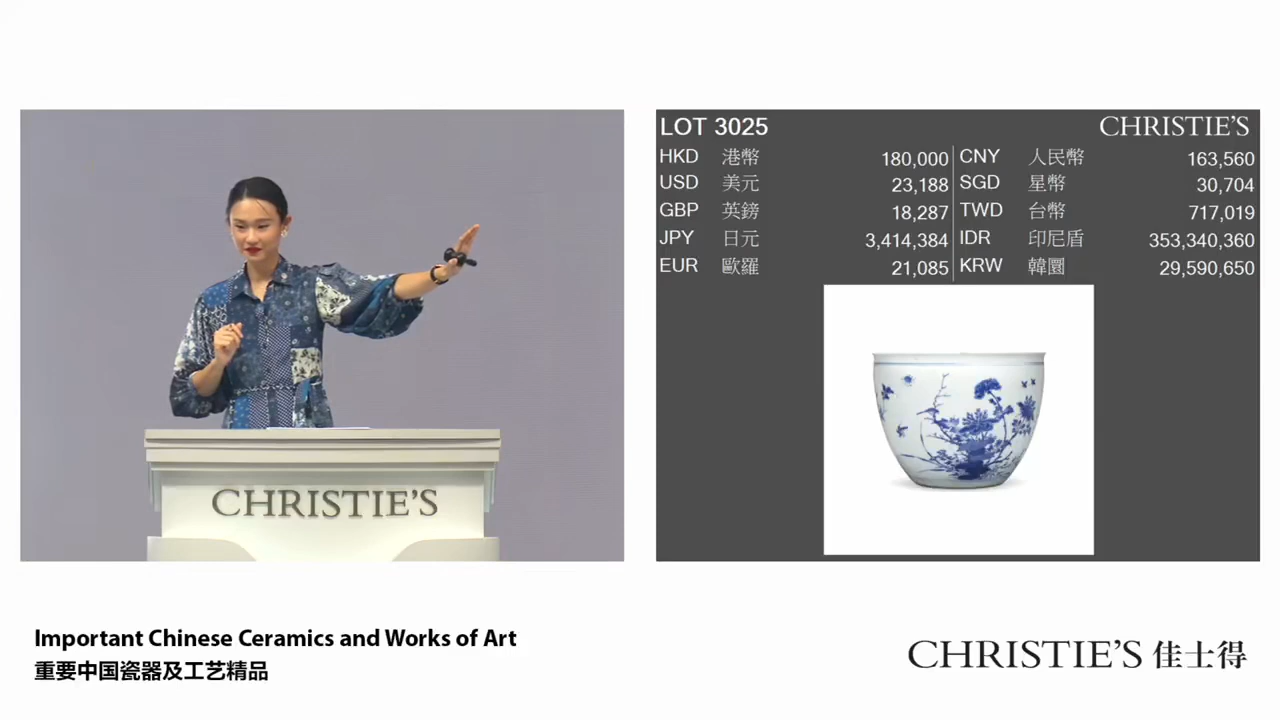 CHRISTIE'S
LOT 3025 CHRISTIE'S
HKD 港幣 180,000 CNY 人民幣 163,560
USD 美元 23,188 SGD 星幣 30,704
GBP 英鎊 18,287 TWD 台幣 717,019
JPY 日元 3,414,384 IDR 印尼盾 353,340,360
EUR 歐羅 21,085 KRW 韓圜 29,590,650
Important Chinese Ceramics and Works of Art
重要中国瓷器及工艺精品
CHRISTIE'S 佳士得